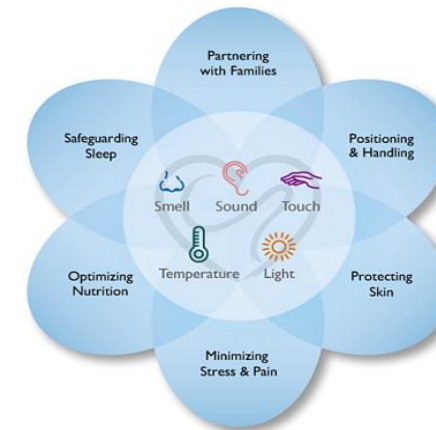 Partnering
with Families
Safeguarding
Sleep
Positioning
& Handling
Smell
Sound
Touch
Temperature
Light
Optimizing
Nutrition
Protecting
Skin
Minimizing
Stress & Pain